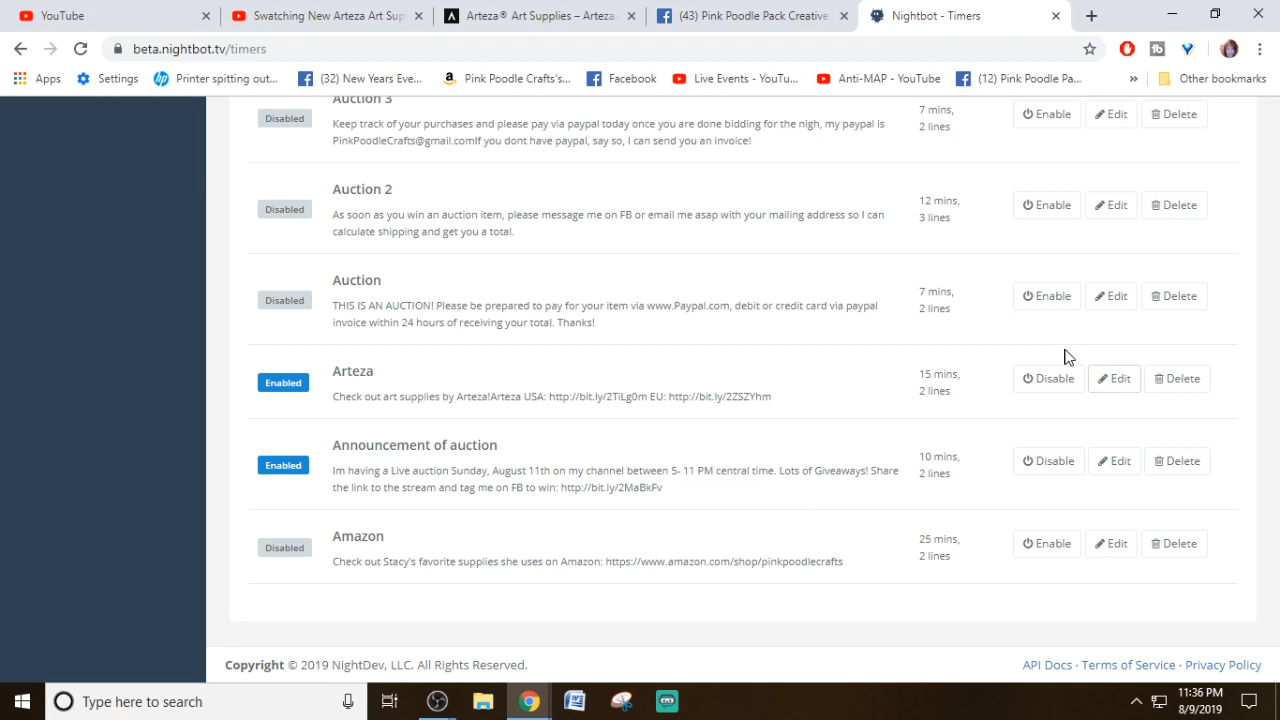 YouTube
Swatching New Arteza Art Sup
Arteza® Art Supplies – Arteza
(43) Pink Poodle Pack Creative
Nightbot - Timers
beta.nightbot.tv/timers
Apps
Settings
Printer spitting out...
(32) New Years Eve...
Pink Poodle Crafts's...
Facebook
Live Events - YouTu...
Anti-MAP - YouTube
(12) Pink Poodle Pa...
Other bookmarks
Auction 3
Disabled
Keep track of your purchases and please pay via paypal today once you are done bidding for the nigh, my paypal is
PinkPoodleCrafts@gmail.comIf you dont have paypal, say so, I can send you an invoice!
7 mins,
2 lines
Enable
Edit
Delete
Auction 2
Disabled
As soon as you win an auction item, please message me on FB or email me asap with your mailing address so I can
calculate shipping and get you a total.
12 mins,
3 lines
Enable
Edit
Delete
Auction
Disabled
THIS IS AN AUCTION! Please be prepared to pay for your item via www.Paypal.com, debit or credit card via paypal
invoice within 24 hours of receiving your total. Thanks!
7 mins,
2 lines
Enable
Edit
Delete
Arteza
Enabled
Check out art supplies by Arteza!Arteza USA: http://bit.ly/2TiLg0m EU: http://bit.ly/2ZSZYhm
15 mins,
2 lines
Disable
Edit
Delete
Announcement of auction
Enabled
Im having a Live auction Sunday, August 11th on my channel between 5- 11 PM central time. Lots of Giveaways! Share
the link to the stream and tag me on FB to win: http://bit.ly/2MaBkFv
10 mins,
2 lines
Disable
Edit
Delete
Amazon
Disabled
Check out Stacy's favorite supplies she uses on Amazon: https://www.amazon.com/shop/pinkpoodlecrafts
25 mins,
2 lines
Enable
Edit
Delete
Copyright © 2019 NightDev, LLC. All Rights Reserved.
API Docs · Terms of Service · Privacy Policy
Type here to search
11:36 PM
8/9/2019